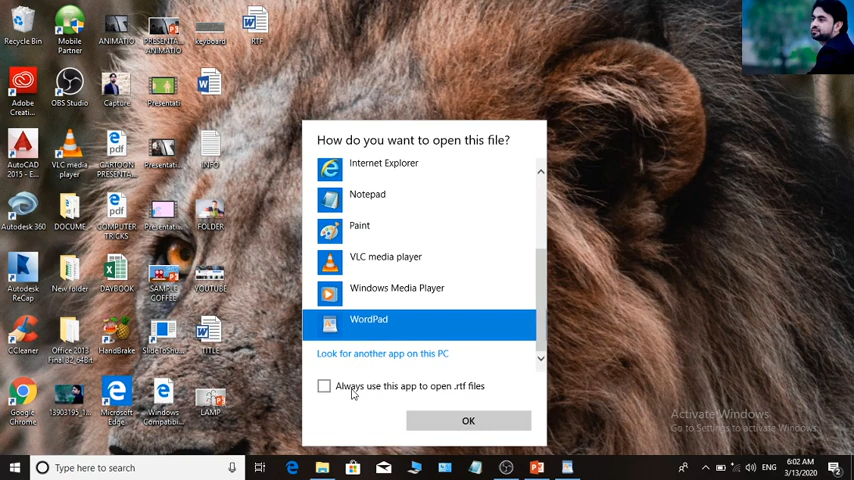 Recycle Bin
Mobile
Partner
ANIMATIO
PRESENTA...
ANIMATIO
keyboard
RTF
Adobe
Creati...
OBS Studio
Capture
Presentati
AutoCAD
2015 - E...
VLC media
player
CARTOON
PRESENTA...
Presentati...
INFO
Autodesk 360
DOCUME
COMPUTER
TRICKS
Presentati...
FOLDER
Autodesk
ReCap
New folder
DAYBOOK
SAMPLE
COFFEE
YOUTUBE
CCleaner
Office 2013
Final 32_64Bit...
HandBrake
SlideToShu...
TITLE
Google
Chrome
13903195_1...
Microsoft
Edge
Windows
Compatibi...
LAMP
How do you want to open this file?
Internet Explorer
Notepad
Paint
VLC media player
Windows Media Player
WordPad
Look for another app on this PC
Always use this app to open .rtf files
OK
Activate Windows
Go to Settings to activate Windows.
Type here to search
ENG
6:02 AM
3/13/2020